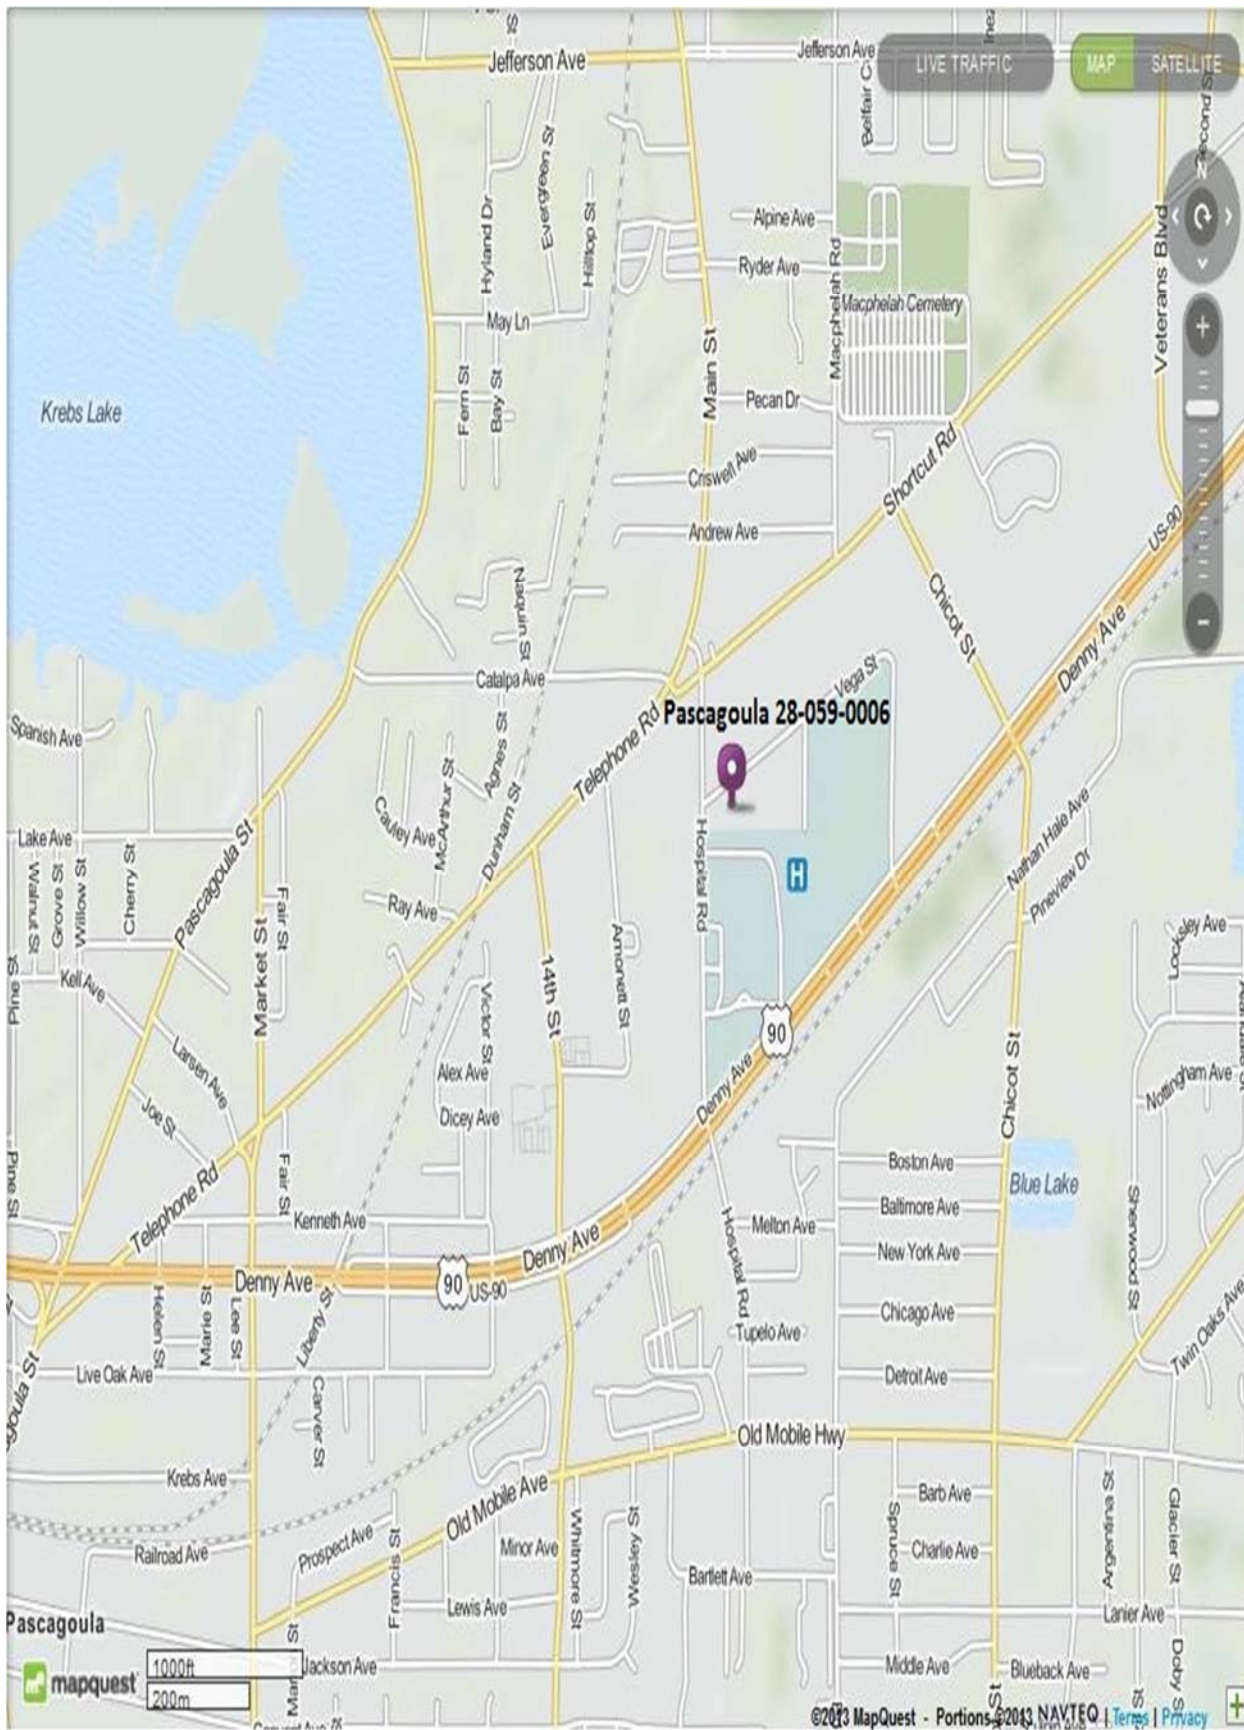 St
Jefferson Ave
Jefferson Ave
Inez
LIVE TRAFFIC
MAP
SATELLITE
Belfair C
Second St
N
Hyland Dr
Evergreen St
Hilltop St
Alpine Ave
Ryder Ave
Macphelah Rd
Macphelah Cemetery
Veterans Blvd
May Ln
Main St
Krebs Lake
Fern St
Bay St
Pecan Dr
Criswell Ave
Shortcut Rd
Andrew Ave
US-90
Naquin St
Chicot St
Denny Ave
Catalpa Ave
Vega St
Telephone Rd
Pascagoula 28-059-0006
Spanish Ave
Agnes St
McArthur St
Cauley Ave
Dunham St
Lake Ave
Walnut St
Grove St
Willow St
Cherry St
Pascagoula St
Market St
Fair St
Ray Ave
Hospital Rd
H
Nathan Hale Ave
Pineview Dr
Locksley Ave
Kell Ave
Pine St
14th St
Amonett St
Victor St
90
Larsen Ave
Joe St
Alex Ave
Dicey Ave
Denny Ave
Chicot St
Nottingham Ave
Boston Ave
Blue Lake
Pine St
Telephone Rd
Fair St
Kenneth Ave
Denny Ave
Hospital Rd
Melton Ave
Baltimore Ave
New York Ave
Sherwood St
Denny Ave
90
US-90
Helen St
Marie St
Lee St
Liberty St
Chicago Ave
Tupelo Ave
Twin Oaks Ave
agoula St
Live Oak Ave
Detroit Ave
Carver St
Old Mobile Hwy
Krebs Ave
Old Mobile Ave
Barb Ave
Argentina St
Glacier St
Railroad Ave
Prospect Ave
Francis St
Minor Ave
Whitmore St
Wesley St
Spruce St
Charlie Ave
Bartlett Ave
Lewis Ave
Lanier Ave
Pascagoula
mapquest
1000ft
200m
Jackson Ave
Middle Ave
Blueback Ave
Doby S
St
St
©2013 MapQuest - Portions ©2013 NAVTEQ | Terms | Privacy